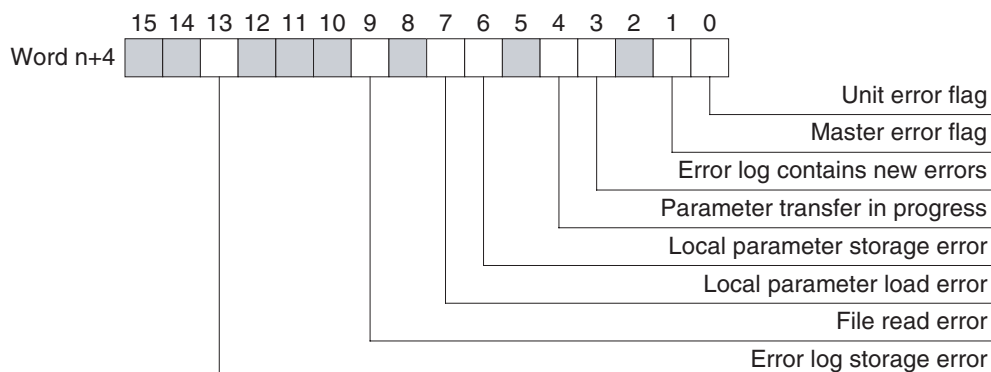 15 14 13 12 11 10 9 8 7 6 5 4 3 2 1 0
Word n+4
Unit error flag
Master error flag
Error log contains new errors
Parameter transfer in progress
Local parameter storage error
Local parameter load error
File read error
Error log storage error